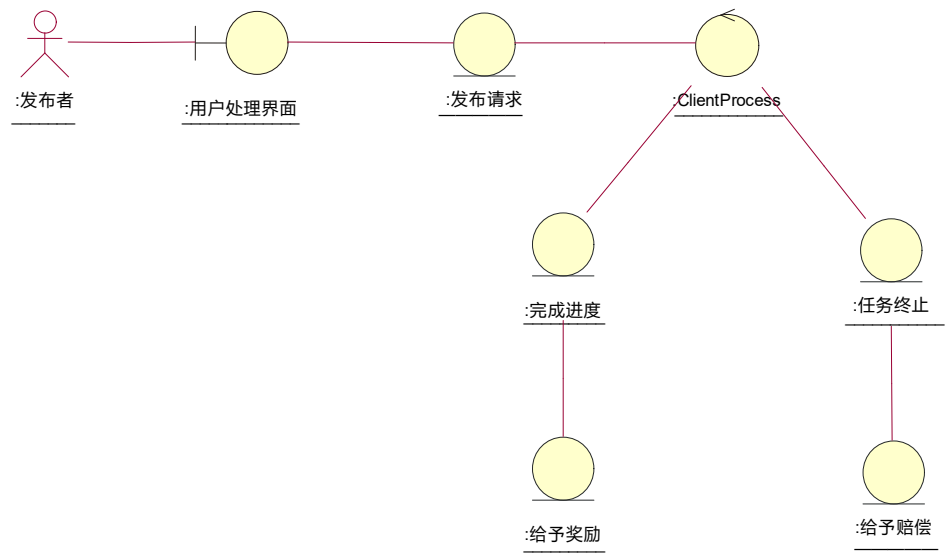 :发布者
:用户处理界面
:发布请求
:ClientProcess
:完成进度
:任务终止
:给予奖励
:给予赔偿